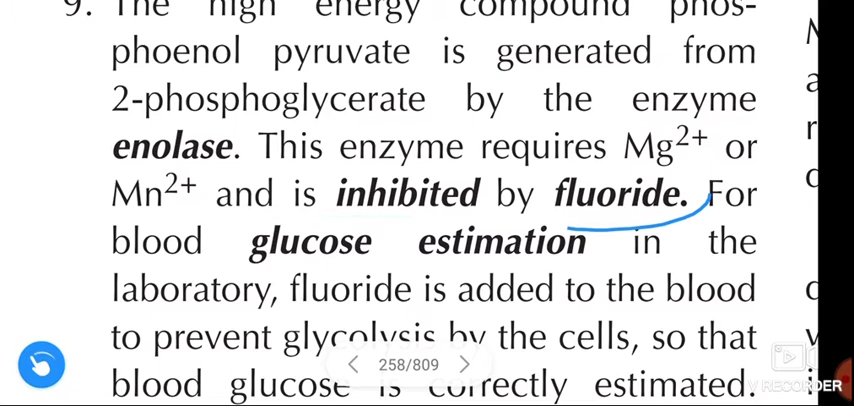 9. The high energy compound phos-
phoenol pyruvate is generated from
2-phosphoglycerate by the enzyme
enolase. This enzyme requires Mg2+ or
Mn2+ and is inhibited by fluoride. For
blood glucose estimation in the
laboratory, fluoride is added to the blood
to prevent glycolysis by the cells, so that
258/809
blood glucose is correctly estimated.
V RECORDER